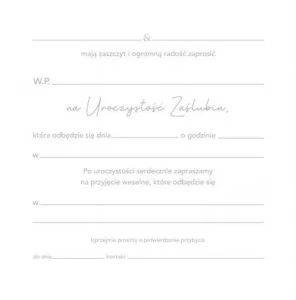 &
mają zaszczyt i ogromną radość zaprosić
W.P.
na Uroczystość Zaślubin,
która odbędzie się dnia o godzinie
w
Po uroczystości serdecznie zapraszamy
na przyjęcie weselne, które odbędzie się
w
Uprzejmie prosimy o potwierdzenie przybycia
do dnia kontakt